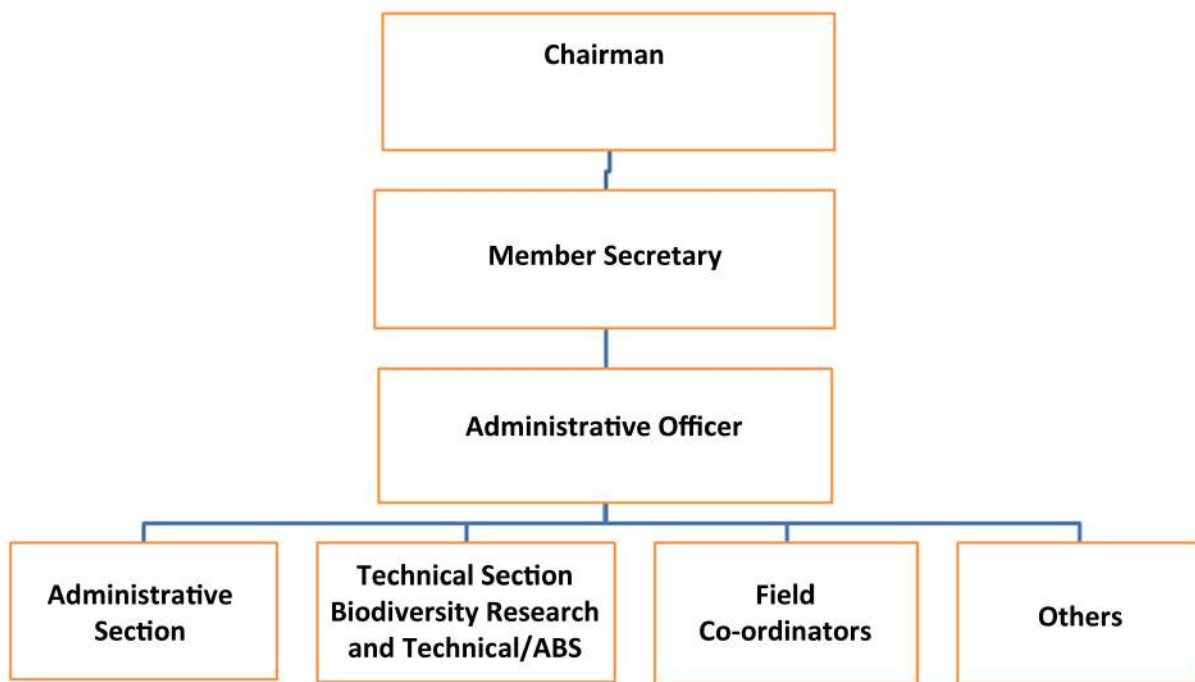 Chairman
Member Secretary
Administrative Officer
Administrative
Section
Technical Section
Biodiversity Research
and Technical/ABS
Field
Co-ordinators
Others